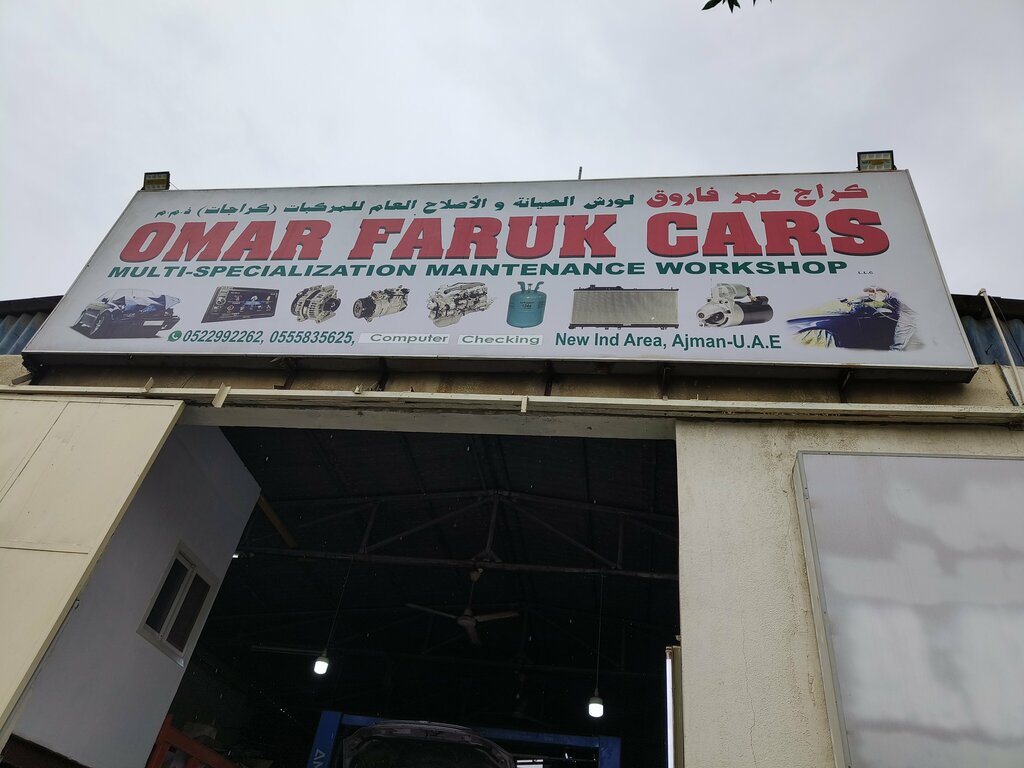 كراج عمر فاروق لورش الصيانة و الأصلاح العام للمركبات (كراجات) ذ.م.م
OMAR FARUK CARS
MULTI-SPECIALIZATION MAINTENANCE WORKSHOP L.L.C
0522992262, 0555835625, Computer Checking New Ind Area, Ajman-U.A.E